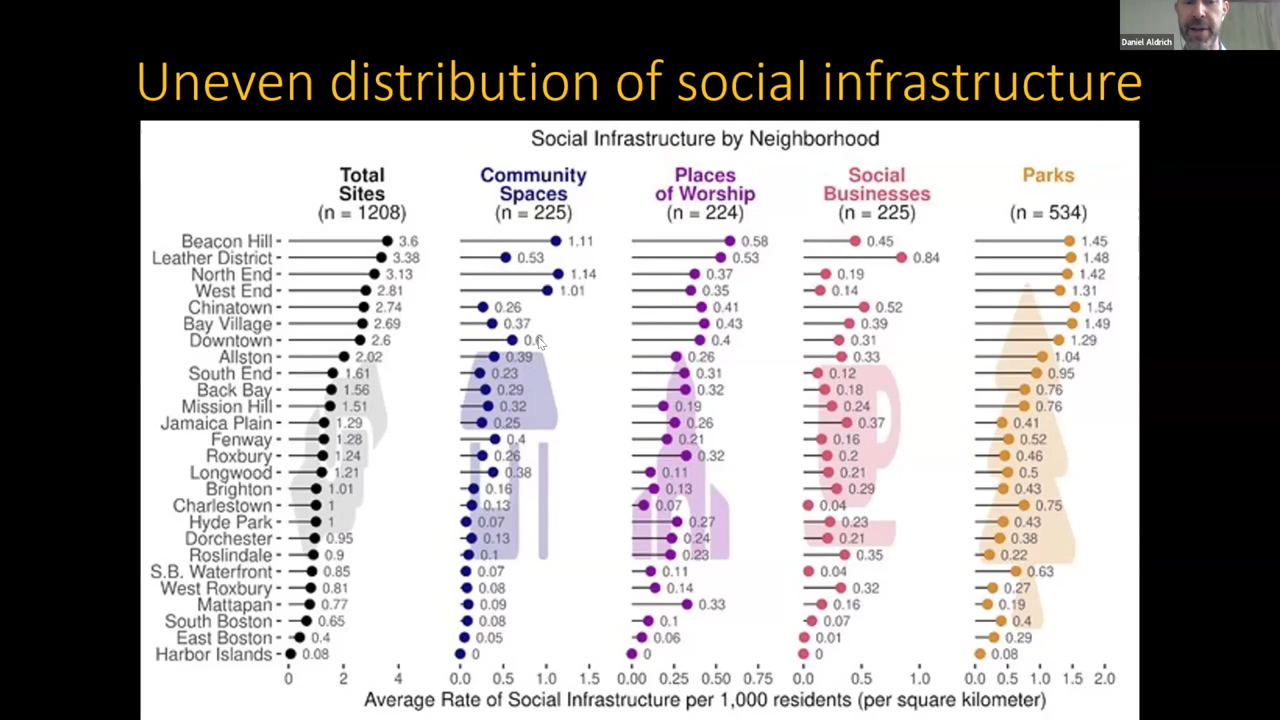 Daniel Aldrich
Uneven distribution of social infrastructure
Social Infrastructure by Neighborhood
Total Sites (n = 1208) Community Spaces (n = 225) Places of Worship (n = 224) Social Businesses (n = 225) Parks (n = 534)
Beacon Hill 3.6 1.11 0.58 0.45 1.45
Leather District 3.38 0.53 0.53 0.84 1.48
North End 3.13 1.14 0.37 0.19 1.42
West End 2.81 1.01 0.35 0.14 1.31
Chinatown 2.74 0.26 0.41 0.52 1.54
Bay Village 2.69 0.37 0.43 0.39 1.49
Downtown 2.6 0.4 0.31 1.29
Allston 2.02 0.39 0.26 0.33 1.04
South End 1.61 0.23 0.31 0.12 0.95
Back Bay 1.56 0.29 0.32 0.18 0.76
Mission Hill 1.51 0.32 0.19 0.24 0.76
Jamaica Plain 1.29 0.25 0.26 0.37 0.41
Fenway 1.28 0.4 0.21 0.16 0.52
Roxbury 1.24 0.26 0.32 0.2 0.46
Longwood 1.21 0.38 0.11 0.21 0.5
Brighton 1.01 0.16 0.13 0.29 0.43
Charlestown 1 0.13 0.07 0.04 0.75
Hyde Park 1 0.07 0.27 0.23 0.43
Dorchester 0.95 0.13 0.24 0.21 0.38
Roslindale 0.9 0.1 0.23 0.35 0.22
S.B. Waterfront 0.85 0.07 0.11 0.04 0.63
West Roxbury 0.81 0.08 0.14 0.32 0.27
Mattapan 0.77 0.09 0.33 0.16 0.19
South Boston 0.65 0.08 0.1 0.07 0.4
East Boston 0.4 0.05 0.06 0.01 0.29
Harbor Islands 0.08 0 0 0 0.08
0 2 4 0.0 0.5 1.0 1.5 0.00 0.25 0.50 0.75 0.0 0.5 1.0 0.0 0.5 1.0 1.5 2.0
Average Rate of Social Infrastructure per 1,000 residents (per square kilometer)